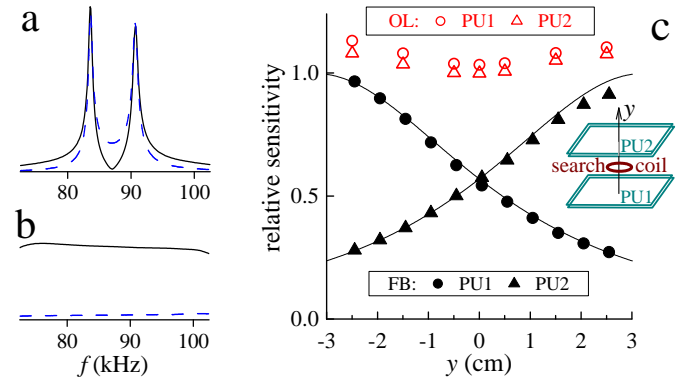 a
80
90
100
b
80
90
100
f (kHz)
c
OL: PU1 PU2
relative sensitivity
1.0
0.5
0.0
y
PU2
search coil
PU1
FB: PU1 PU2
-3 -2 -1 0 1 2 3
y (cm)